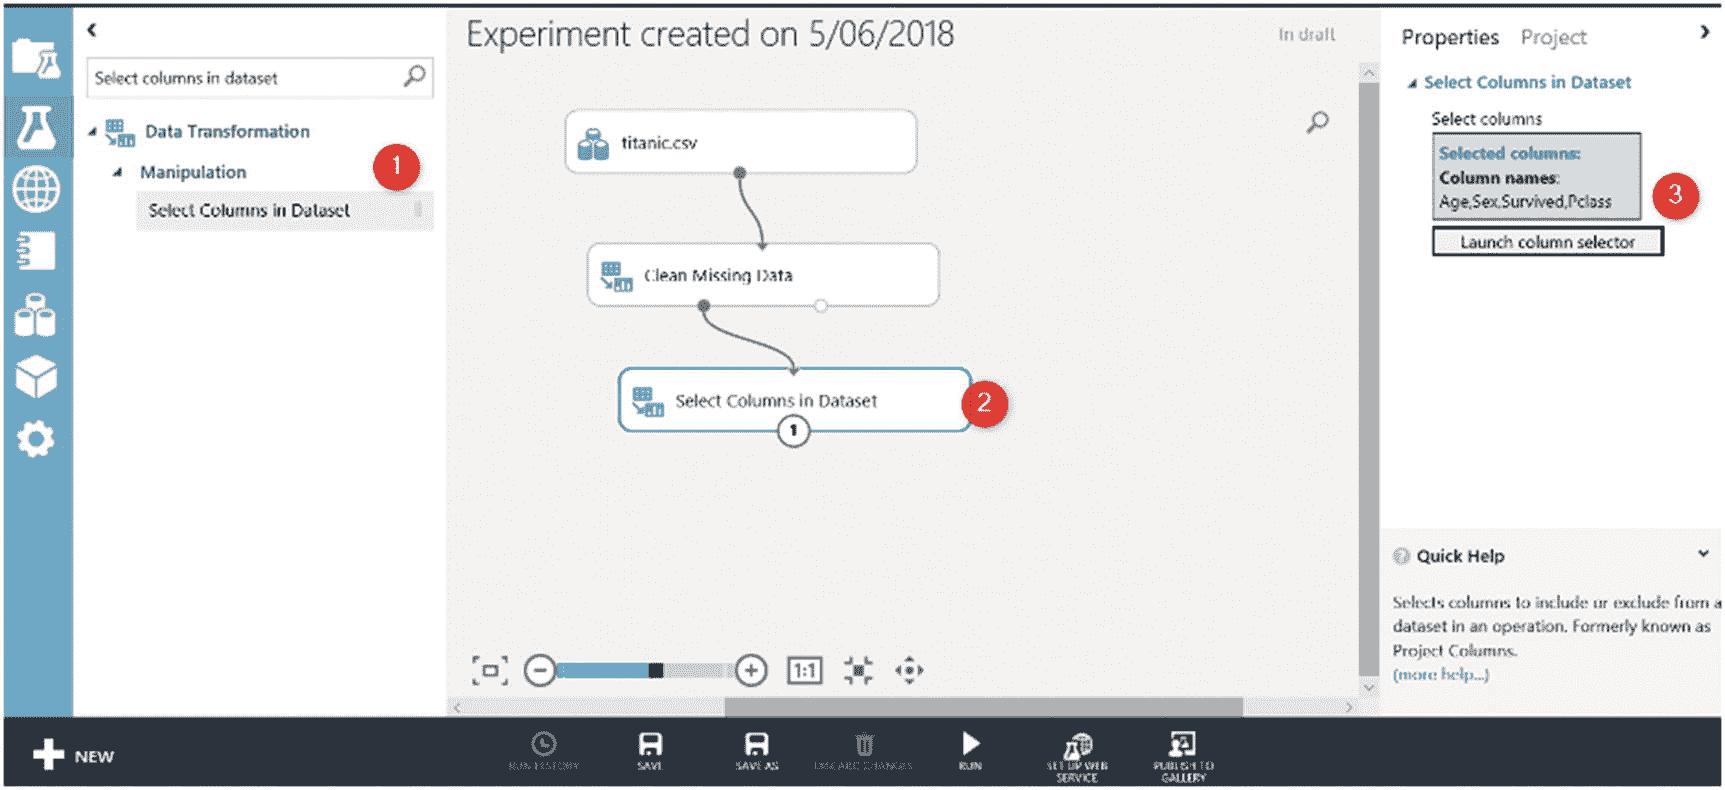 Experiment created on 5/06/2018
In draft
Select columns in dataset
Data Transformation
Manipulation
1
Select Columns in Dataset
titanic.csv
Clean Missing Data
Select Columns in Dataset
2
1
1:1
Properties Project
Select Columns in Dataset
Select columns
Selected columns:
Column names:
Age,Sex,Survived,Pclass
3
Launch column selector
Quick Help
Selects columns to include or exclude from a
dataset in an operation. Formerly known as
Project Columns.
(more help...)
NEW
RUN HISTORY
SAVE
SAVE AS
DISCARD CHANGES
RUN
SET UP WEB
SERVICE
PUBLISH TO
GALLERY